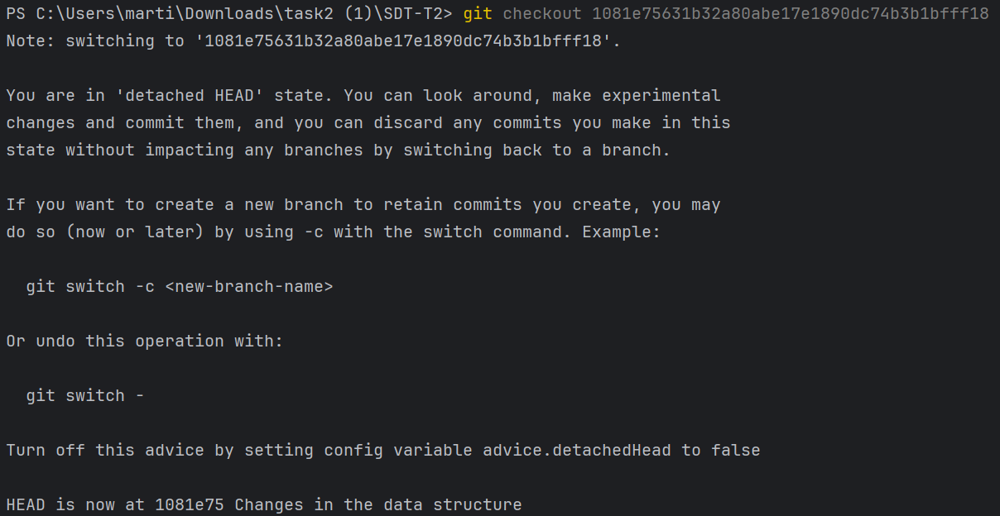 PS C:\Users\marti\Downloads\task2 (1)\SDT-T2> git checkout 1081e75631b32a80abe17e1890dc74b3b1bfff18
Note: switching to '1081e75631b32a80abe17e1890dc74b3b1bfff18'.
You are in 'detached HEAD' state. You can look around, make experimental
changes and commit them, and you can discard any commits you make in this
state without impacting any branches by switching back to a branch.
If you want to create a new branch to retain commits you create, you may
do so (now or later) by using -c with the switch command. Example:
git switch -c <new-branch-name>
Or undo this operation with:
git switch -
Turn off this advice by setting config variable advice.detachedHead to false
HEAD is now at 1081e75 Changes in the data structure